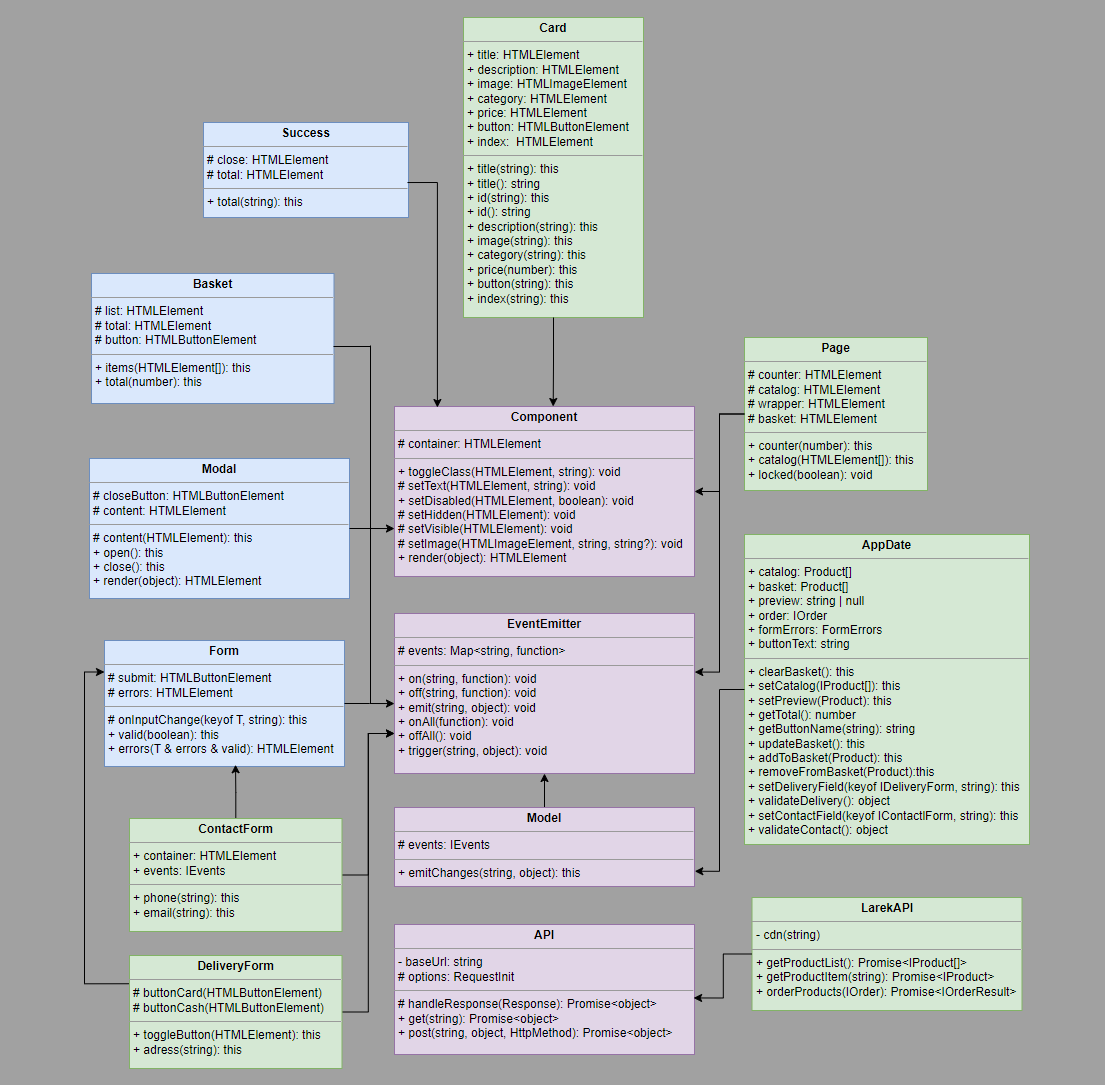 Card
+ title: HTMLElement
+ description: HTMLElement
+ image: HTMLImageElement
+ category: HTMLElement
+ price: HTMLElement
+ button: HTMLButtonElement
+ index:  HTMLElement
+ title(string): this
+ title(): string
+ id(string): this
+ id(): string
+ description(string): this
+ image(string): this
+ category(string): this
+ price(number): this
+ button(string): this
+ index(string): this
Success
# close: HTMLElement
# total: HTMLElement
+ total(string): this
Basket
# list: HTMLElement
# total: HTMLElement
# button: HTMLButtonElement
+ items(HTMLElement[]): this
+ total(number): this
Page
# counter: HTMLElement
# catalog: HTMLElement
# wrapper: HTMLElement
# basket: HTMLElement
+ counter(number): this
+ catalog(HTMLElement[]): this
+ locked(boolean): void
Component
# container: HTMLElement
+ toggleClass(HTMLElement, string): void
# setText(HTMLElement, string): void
+ setDisabled(HTMLElement, boolean): void
# setHidden(HTMLElement): void
# setVisible(HTMLElement): void
# setImage(HTMLImageElement, string, string?): void
+ render(object): HTMLElement
Modal
# closeButton: HTMLButtonElement
# content: HTMLElement
# content(HTMLElement): this
+ open(): this
+ close(): this
+ render(object): HTMLElement
AppDate
+ catalog: Product[]
+ basket: Product[]
+ preview: string | null
+ order: IOrder
+ formErrors: FormErrors
+ buttonText: string
+ clearBasket(): this
+ setCatalog(IProduct[]): this
+ setPreview(Product): this
+ getTotal(): number
+ getButtonName(string): string
+ updateBasket(): this
+ addToBasket(Product): this
+ removeFromBasket(Product):this
+ setDeliveryField(keyof IDeliveryForm, string): this
+ validateDelivery(): object
+ setContactField(keyof IContactlForm, string): this
+ validateContact(): object
EventEmitter
# events: Map<string, function>
+ on(string, function): void
+ off(string, function): void
+ emit(string, object): void
+ onAll(function): void
+ offAll(): void
+ trigger(string, object): void
Form
# submit: HTMLButtonElement
# errors: HTMLElement
# onInputChange(keyof T, string): this
+ valid(boolean): this
+ errors(T & errors & valid): HTMLElement
Model
# events: IEvents
+ emitChanges(string, object): this
ContactForm
+ container: HTMLElement
+ events: IEvents
+ phone(string): this
+ email(string): this
LarekAPI
- cdn(string)
+ getProductList(): Promise<IProduct[]>
+ getProductItem(string): Promise<IProduct>
+ orderProducts(IOrder): Promise<IOrderResult>
API
- baseUrl: string
# options: RequestInit
# handleResponse(Response): Promise<object>
+ get(string): Promise<object>
+ post(string, object, HttpMethod): Promise<object>
DeliveryForm
# buttonCard(HTMLButtonElement)
# buttonCash(HTMLButtonElement)
+ toggleButton(HTMLElement): this
+ adress(string): this